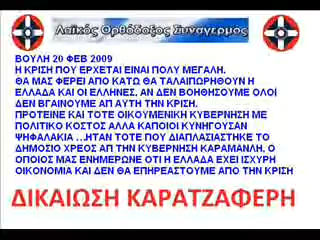 Λαϊκός Ορθόδοξος Συναγερμος
ΒΟΥΛΗ 20 ΦΕΒ 2009
Η ΚΡΙΣΗ ΠΟΥ ΕΡΧΕΤΑΙ ΕΙΝΑΙ ΠΟΛΥ ΜΕΓΑΛΗ.
ΘΑ ΜΑΣ ΦΕΡΕΙ ΑΠΟ ΚΑΤΩ ΘΑ ΤΑΛΑΙΠΩΡΗΘΟΥΝ Η
ΕΛΛΑΔΑ ΚΑΙ ΟΙ ΕΛΛΗΝΕΣ, ΑΝ ΔΕΝ ΒΟΗΘΗΣΟΥΜΕ ΟΛΟΙ
ΔΕΝ ΒΓΑΙΝΟΥΜΕ ΑΠ ΑΥΤΗ ΤΗΝ ΚΡΙΣΗ.
ΠΡΟΤΕΙΝΕ ΚΑΙ ΤΟΤΕ ΟΙΚΟΥΜΕΝΙΚΗ ΚΥΒΕΡΝΗΣΗ ΜΕ
ΠΟΛΙΤΙΚΟ ΚΟΣΤΟΣ ΑΛΛΑ ΚΑΠΟΙΟΙ ΚΥΝΗΓΟΥΣΑΝ
ΨΗΦΑΛΑΚΙΑ ...ΗΤΑΝ ΤΟΤΕ ΠΟΥ ΔΙΑΠΛΑΣΙΑΣΤΗΚΕ ΤΟ
ΔΗΜΟΣΙΟ ΧΡΕΟΣ ΑΠ ΤΗΝ ΚΥΒΕΡΝΗΣΗ ΚΑΡΑΜΑΝΛΗ, Ο
ΟΠΟΙΟΣ ΜΑΣ ΕΝΗΜΕΡΩΝΕ ΟΤΙ Η ΕΛΛΑΔΑ ΕΧΕΙ ΙΣΧΥΡΗ
ΟΙΚΟΝΟΜΙΑ ΚΑΙ ΔΕΝ ΘΑ ΕΠΗΡΕΑΣΤΟΥΜΕ ΑΠΟ ΤΗΝ ΚΡΙΣΗ
ΔΙΚΑΙΩΣΗ ΚΑΡΑΤΖΑΦΕΡΗ